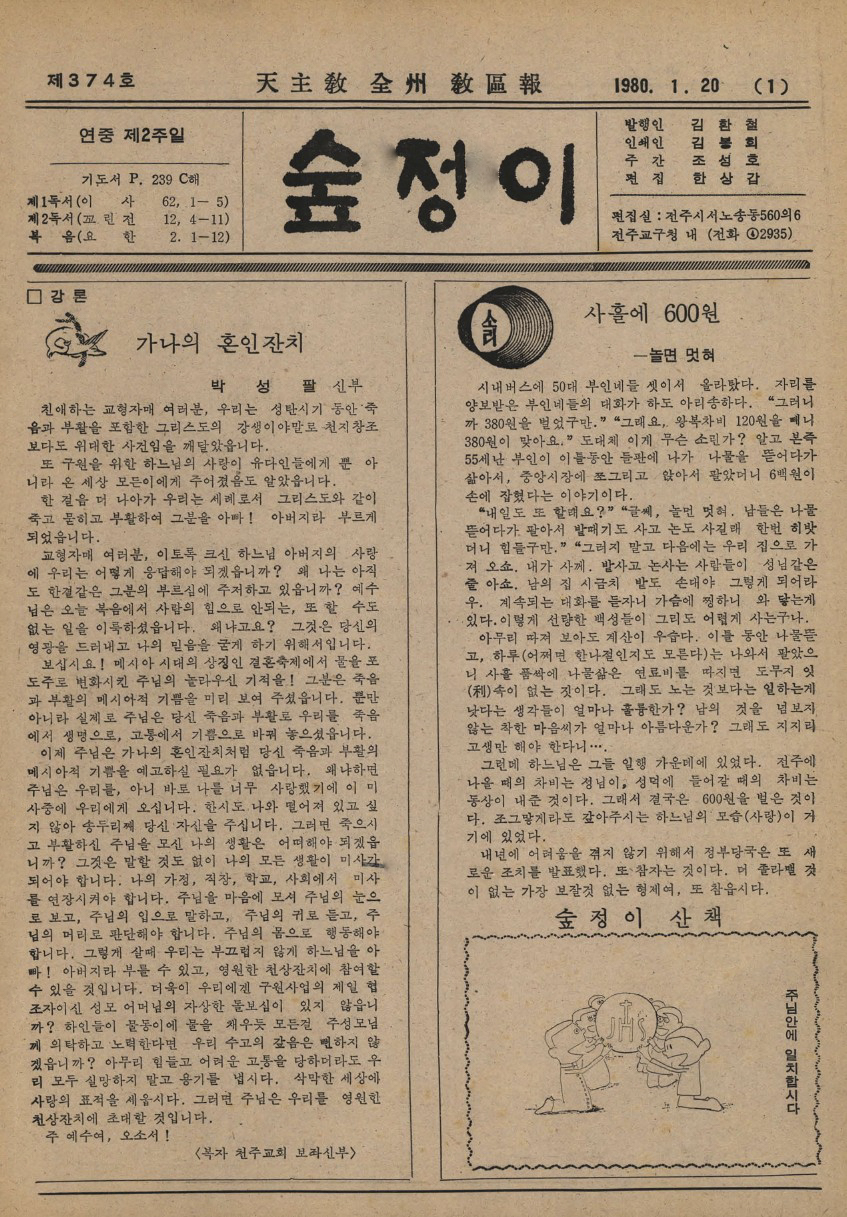 제374호
天主教 全州 教區報
1980. 1. 20 (1)
연중 제2주일
기도서 P. 239 C해
제1독서(이 사 62, 1— 5)
제2독서(꼬린전 12, 4—11)
복 음(요 한 2. 1—12)
숲정이
발행인 김환철
인쇄인 김봉희
주 간 조성호
편 집 한상갑
편집실 : 전주시서노송동560의6
전주교구청 내 (전화 ④2935)
□ 강 론
가나의 혼인잔치
박 성 팔 신부
친애하는 교형자매 여러분, 우리는 성탄시기 동안 죽
음과 부활을 포함한 그리스도의 강생이야말로 천지창조
보다도 위대한 사건임을 깨달았읍니다.
또 구원을 위한 하느님의 사랑이 유다인들에게 뿐 아
니라 온 세상 모든이에게 주어졌음도 알았읍니다.
한 걸음 더 나아가 우리는 세례로서 그리스도와 같이
죽고 묻히고 부활하여 그분을 아빠! 아버지라 부르게
되었읍니다.
교형자매 여러분, 이토록 크신 하느님 아버지의 사랑
에 우리는 어떻게 응답해야 되겠읍니까? 왜 나는 아직
도 한결같은 그분의 부르심에 주저하고 있읍니까? 예수
님은 오늘 복음에서 사람의 힘으로 안되는, 또 할 수도
없는 일을 이룩하셨읍니다. 왜냐고요? 그것은 당신의
영광을 드러내고 나의 믿음을 굳게 하기 위해서입니다.
보십시요! 메시아 시대의 상징인 결혼축제에서 물을 포
도주로 변화시킨 주님의 놀라우신 기적을! 그분은 죽음
과 부활의 메시아적 기쁨을 미리 보여 주셨읍니다. 뿐만
아니라 실제로 주님은 당신 죽음과 부활로 우리를 죽음
에서 생명으로, 고통에서 기쁨으로 바꿔 놓으셨읍니다.
이제 주님은 가나의 혼인잔치처럼 당신 죽음과 부활의
메시아적 기쁨을 예고하실 필요가 없읍니다. 왜냐하면
주님은 우리를, 아니 바로 나를 너무 사랑했기에 이 미
사중에 우리에게 오십니다. 한시도 나와 떨어져 있고 싶
지 않아 송두리째 당신 자신을 주십니다. 그러면 죽으시
고 부활하신 주님을 모신 나의 생활은 어떠해야 되겠읍
니까? 그것은 말할 것도 없이 나의 모든 생활이 미사가
되어야 합니다. 나의 가정, 직장, 학교, 사회에서 미사
를 연장시켜야 합니다. 주님을 마음에 모셔 주님의 눈으
로 보고, 주님의 입으로 말하고, 주님의 귀로 듣고, 주
님의 머리로 판단해야 합니다. 주님의 몸으로 행동해야
합니다. 그렇게 살때 우리는 부끄럽지 않게 하느님을 아
빠! 아버지라 부를 수 있고, 영원한 천상잔치에 참여할
수 있을 것입니다. 더욱이 우리에겐 구원사업의 제일 협
조자이신 성모 어머님의 자상한 돌보심이 있지 않읍니
까? 하인들이 물동이에 물을 채우듯 모든걸 주성모님
께 의탁하고 노력한다면 우리 수고의 갚음은 뻔하지 않
겠읍니까? 아무리 힘들고 어려운 고통을 당하더라도 우
리 모두 실망하지 말고 용기를 냅시다. 삭막한 세상에
사랑의 표적을 세웁시다. 그러면 주님은 우리를 영원한
천상잔치에 초대할 것입니다.
주 예수여, 오소서!
〈복자 천주교회 보좌신부〉
소리
사흘에 600원
—놀면 멋혀
시내버스에 50대 부인네들 셋이서 올라탔다. 자리를
양보받은 부인네들의 대화가 하도 아리송하다. “그러니
까 380원을 벌었구만.” “그래요, 왕복차비 120원을 빼니
380원이 맞아요.” 도대체 이게 무슨 소린가? 알고 본즉
55세난 부인이 이틀동안 들판에 나가 나물을 뜯어다가
삶아서, 중앙시장에 쪼그리고 앉아서 팔았더니 6백원이
손에 잡혔다는 이야기이다.
“내일도 또 할래요?” “글쎄, 놀면 멋혀. 남들은 나물
뜯어다가 팔아서 밭때기도 사고 논도 사길래 한번 히밧
더니 힘들구만.” “그러지 말고 다음에는 우리 집으로 가
져 오쇼. 내가 사께. 밭사고 논사는 사람들이 성님같은
줄 아쇼. 남의 집 시금치 밭도 손대야 그렇게 되어라
우. 계속되는 대화를 듣자니 가슴에 찡하니 와 닿는게
있다.이렇게 선량한 백성들이 그리도 어렵게 사는구나.
아무리 따져 보아도 계산이 우습다. 이틀 동안 나물뜯
고, 하루(어쩌면 한나절인지도 모른다)는 나와서 팔았으
니 사흘 품싹에 나물삶은 연료비를 따지면 도무지 잇
(利)속이 없는 것이다. 그래도 노는 것보다는 일하는게
낫다는 생각들이 얼마나 훌륭한가? 남의 것을 넘보지
않는 착한 마음씨가 얼마나 아름다운가? 그래도 지지리
고생만 해야 한다니….
그런데 하느님은 그들 일행 가운데에 있었다. 전주에
나올 때의 차비는 성님이, 성덕에 들어갈 때의 차비는
동상이 내준 것이다. 그래서 결국은 600원을 벌은 것이
다. 조그맣게라도 갚아주시는 하느님의 모습(사랑)이 거
기에 있었다.
내년에 어려움을 겪지 않기 위해서 정부당국은 또 새
로운 조치를 발표했다. 또 참자는 것이다. 더 졸라맬 것
이 없는 가장 보잘것 없는 형제여, 또 참읍시다.
숲정이 산책
JHS
주님안에 일치합시다